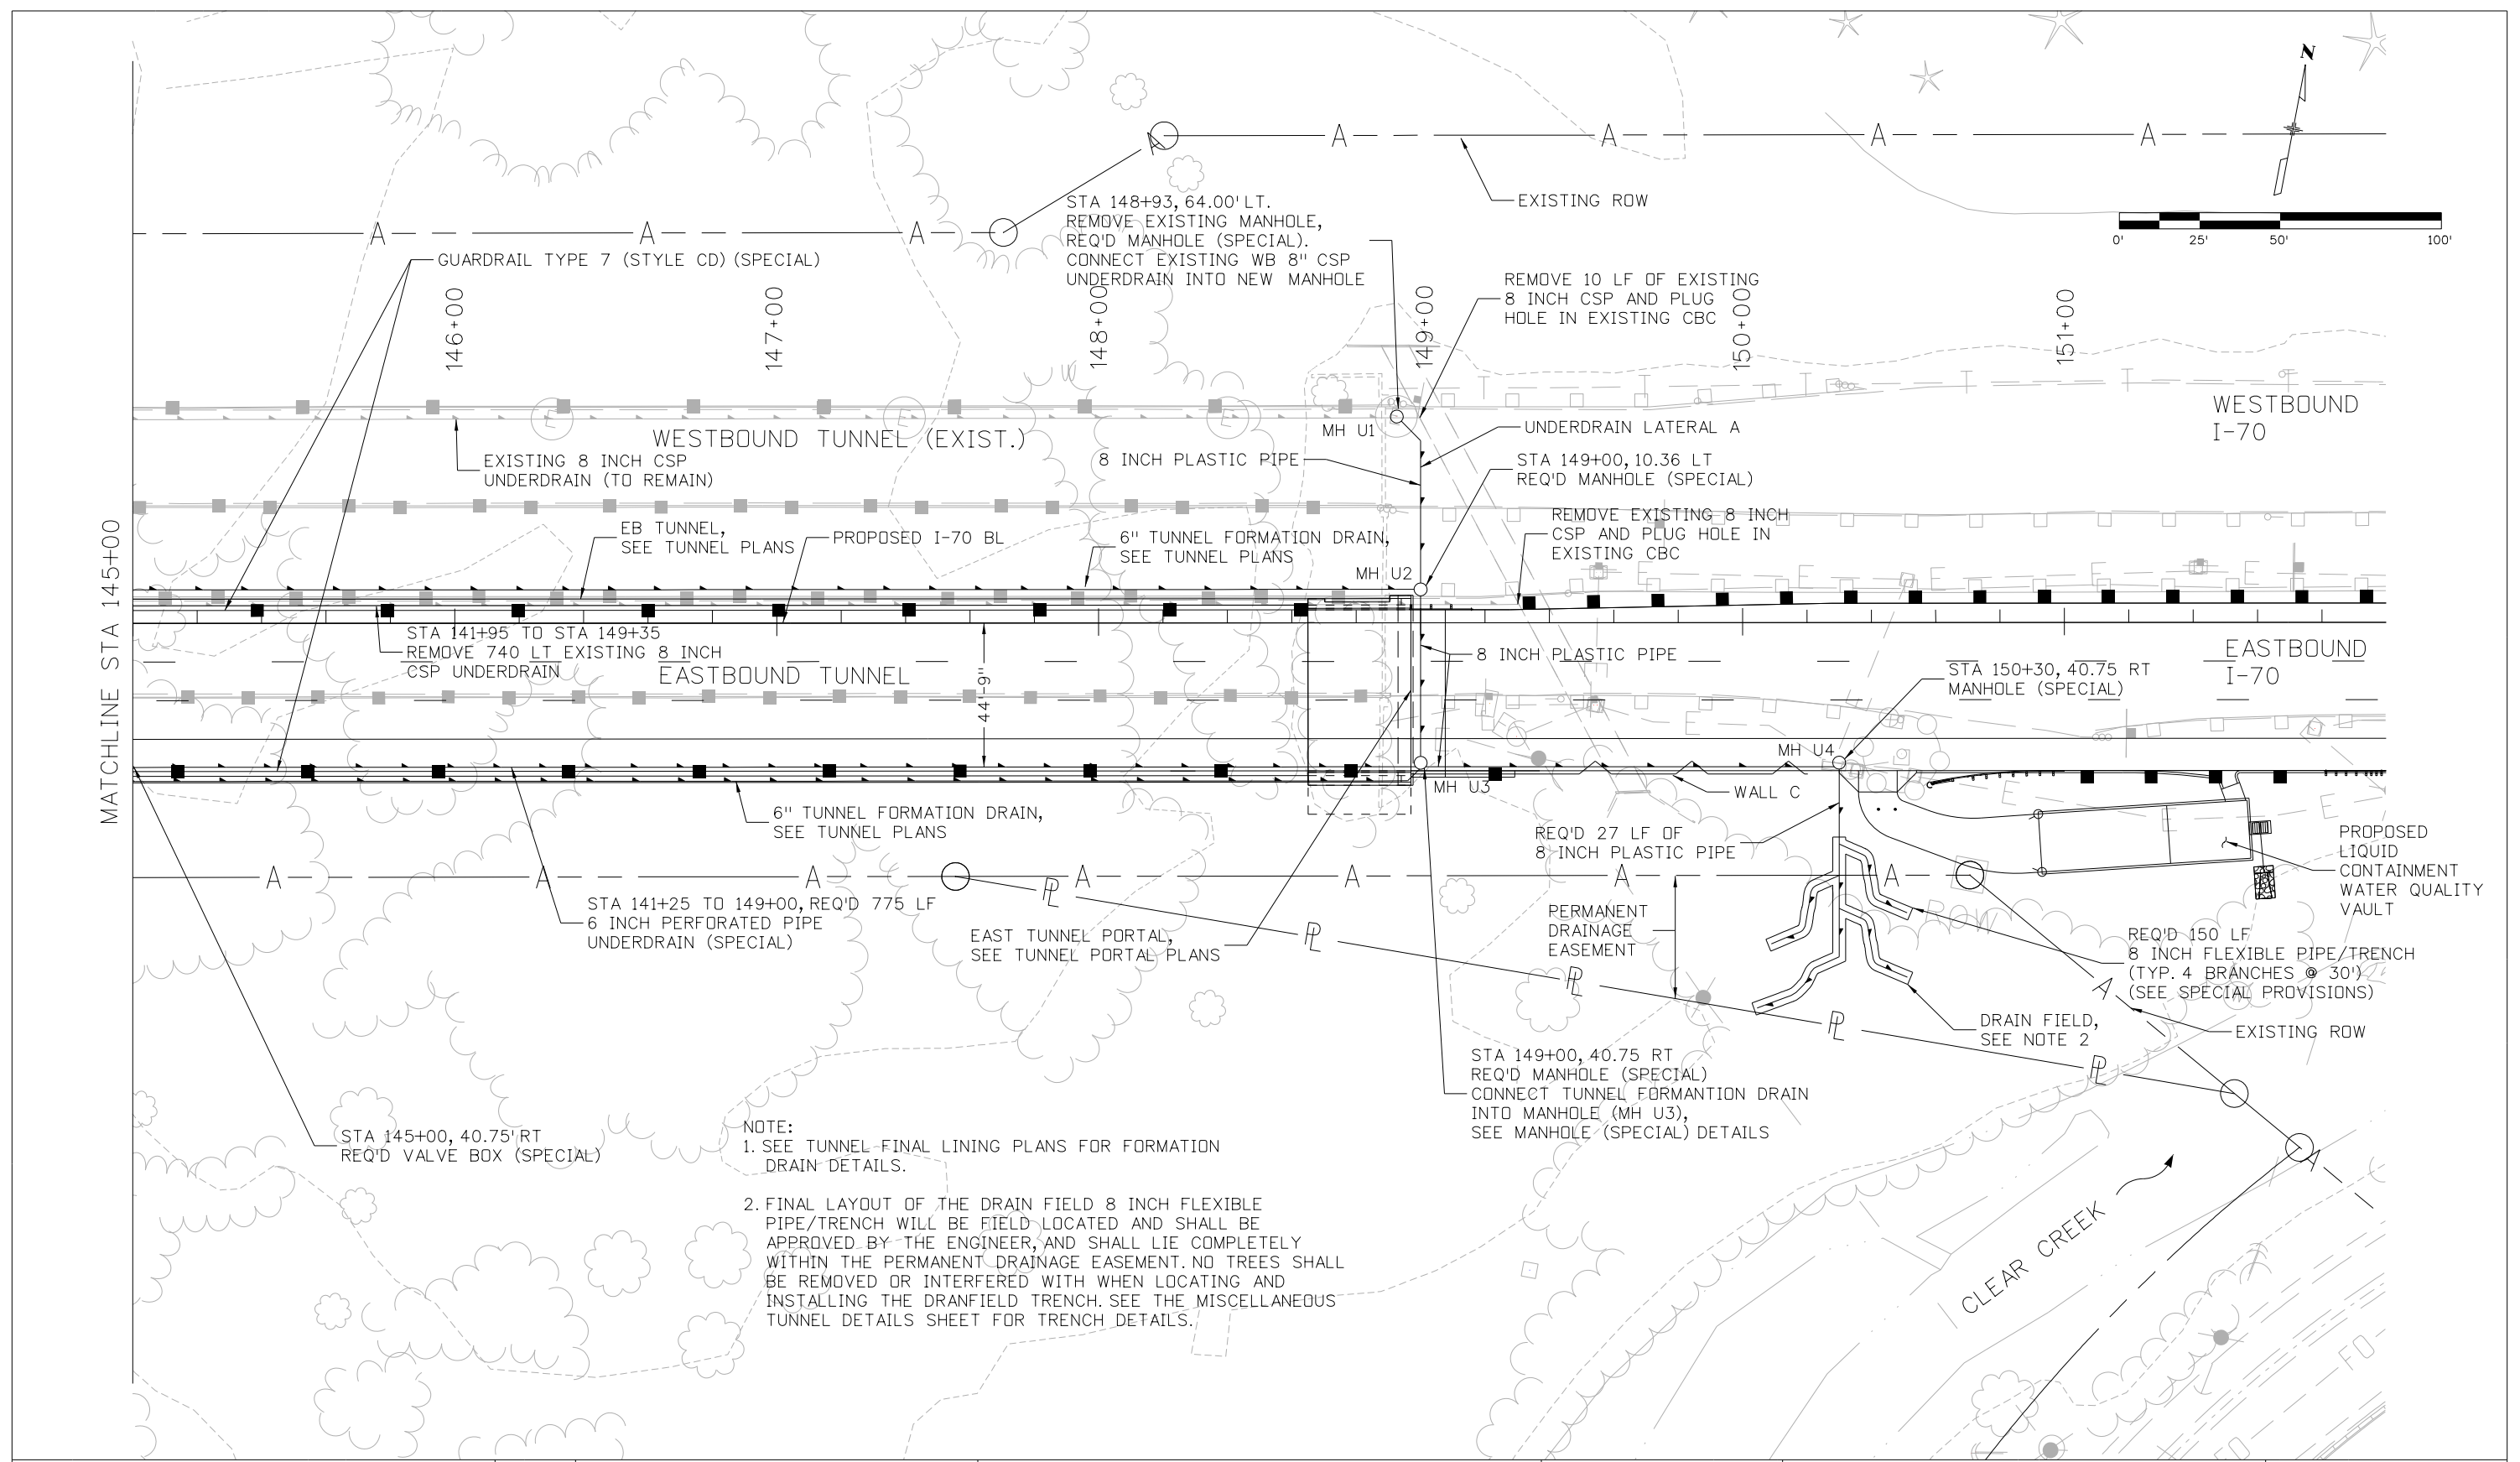 N
0'
25'
50'
100'
A
A
A
A
A
EXISTING ROW
A
A
A
STA 148+93, 64.00' LT.
REMOVE EXISTING MANHOLE,
REQ'D MANHOLE (SPECIAL).
CONNECT EXISTING WB 8" CSP
UNDERDRAIN INTO NEW MANHOLE
GUARDRAIL TYPE 7 (STYLE CD) (SPECIAL)
REMOVE 10 LF OF EXISTING
8 INCH CSP AND PLUG
HOLE IN EXISTING CBC
146+00
147+00
148+00
149+00
150+00
151+00
WESTBOUND
I-70
E
E
E
MH U1
WESTBOUND TUNNEL (EXIST.)
UNDERDRAIN LATERAL A
8 INCH PLASTIC PIPE
EXISTING 8 INCH CSP
UNDERDRAIN (TO REMAIN)
STA 149+00, 10.36 LT
REQ'D MANHOLE (SPECIAL)
MATCHLINE STA 145+00
EB TUNNEL,
SEE TUNNEL PLANS
PROPOSED I-70 BL
6" TUNNEL FORMATION DRAIN,
SEE TUNNEL PLANS
REMOVE EXISTING 8 INCH
CSP AND PLUG HOLE IN
EXISTING CBC
MH U2
E
E
E
E
STA 141+95 TO STA 149+35
REMOVE 740 LT EXISTING 8 INCH
CSP UNDERDRAIN
EASTBOUND TUNNEL
44'-9"
8 INCH PLASTIC PIPE
STA 150+30, 40.75 RT
MANHOLE (SPECIAL)
EASTBOUND
I-70
E
E
MH U4
MH U3
WALL C
E
E
E
6" TUNNEL FORMATION DRAIN,
SEE TUNNEL PLANS
REQ'D 27 LF OF
8 INCH PLASTIC PIPE
PROPOSED
LIQUID
CONTAINMENT
WATER QUALITY
VAULT
A
A
A
A
A
A
A
PL
STA 141+25 TO 149+00, REQ'D 775 LF
6 INCH PERFORATED PIPE
UNDERDRAIN (SPECIAL)
EAST TUNNEL PORTAL,
SEE TUNNEL PORTAL PLANS
PL
PERMANENT
DRAINAGE
EASEMENT
ROW
REQ'D 150 LF
8 INCH FLEXIBLE PIPE/TRENCH
(TYP. 4 BRANCHES @ 30')
(SEE SPECIAL PROVISIONS)
PL
A
PL
DRAIN FIELD,
SEE NOTE 2
EXISTING ROW
PL
STA 149+00, 40.75 RT
REQ'D MANHOLE (SPECIAL)
CONNECT TUNNEL FORMANTION DRAIN
INTO MANHOLE (MH U3),
SEE MANHOLE (SPECIAL) DETAILS
STA 145+00, 40.75' RT
REQ'D VALVE BOX (SPECIAL)
A
NOTE:
1. SEE TUNNEL FINAL LINING PLANS FOR FORMATION
DRAIN DETAILS.
2. FINAL LAYOUT OF THE DRAIN FIELD 8 INCH FLEXIBLE
PIPE/TRENCH WILL BE FIELD LOCATED AND SHALL BE
APPROVED BY THE ENGINEER, AND SHALL LIE COMPLETELY
WITHIN THE PERMANENT DRAINAGE EASEMENT. NO TREES SHALL
BE REMOVED OR INTERFERED WITH WHEN LOCATING AND
INSTALLING THE DRANFIELD TRENCH. SEE THE MISCELLANEOUS
TUNNEL DETAILS SHEET FOR TRENCH DETAILS.
CLEAR CREEK
FO
FO